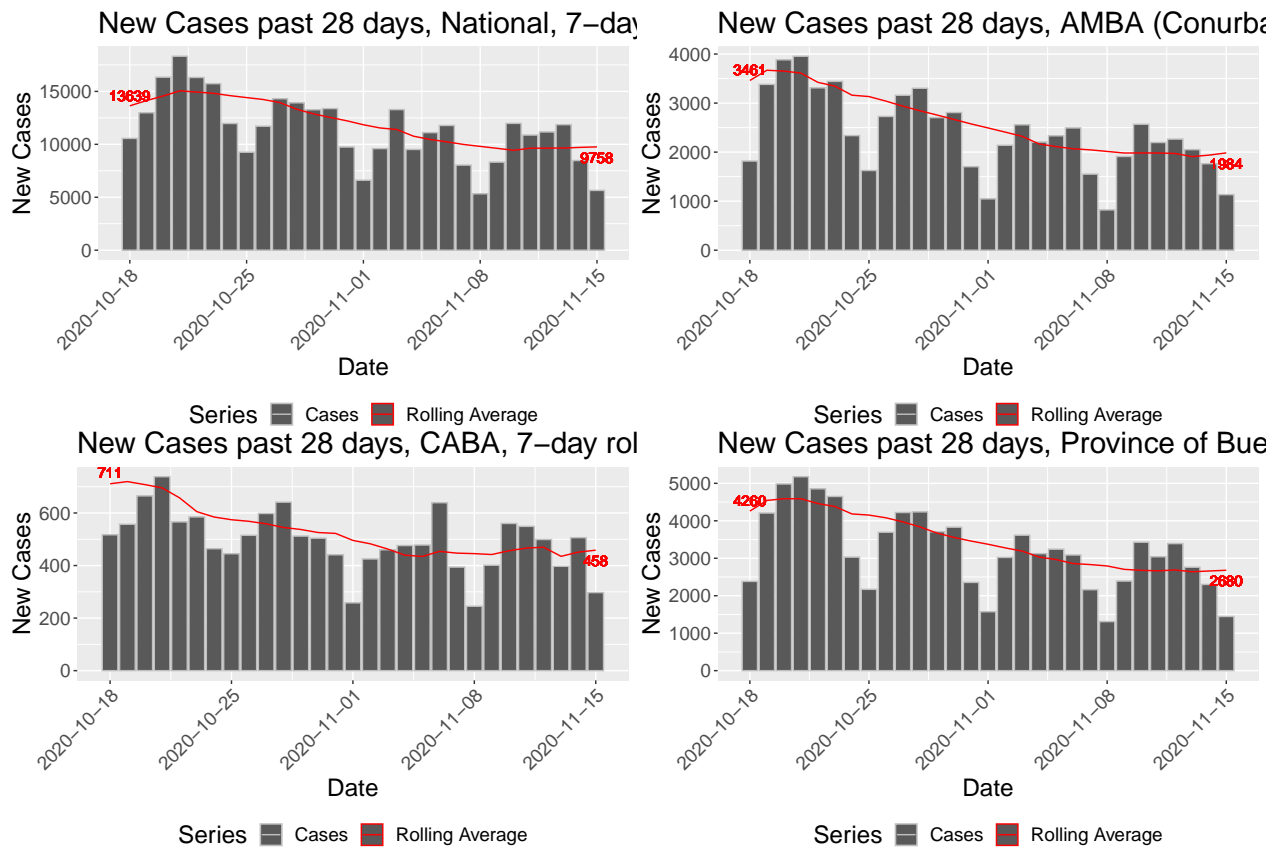 New Cases past 28 days, National, 7−day
15000
10000
5000
0
New Cases
13639
9758
2020−10−18
2020−10−25
2020−11−01
2020−11−08
2020−11−15
Date
Series Cases Rolling Average
New Cases past 28 days, AMBA (Conurba
4000
3000
2000
1000
0
New Cases
3461
1984
2020−10−18
2020−10−25
2020−11−01
2020−11−08
2020−11−15
Date
Series Cases Rolling Average
New Cases past 28 days, CABA, 7−day rol
600
400
200
0
New Cases
711
458
2020−10−18
2020−10−25
2020−11−01
2020−11−08
2020−11−15
Date
Series Cases Rolling Average
New Cases past 28 days, Province of Bue
5000
4000
3000
2000
1000
0
New Cases
4260
2680
2020−10−18
2020−10−25
2020−11−01
2020−11−08
2020−11−15
Date
Series Cases Rolling Average